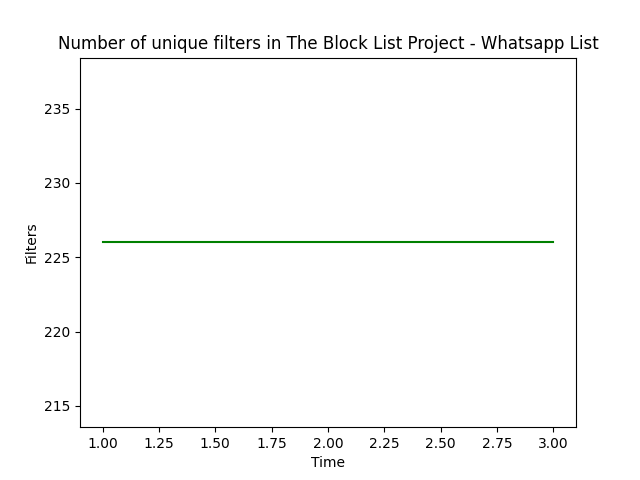 Number of unique filters in The Block List Project - Whatsapp List
Filters
235
230
225
220
215
1.00 1.25 1.50 1.75 2.00 2.25 2.50 2.75 3.00
Time